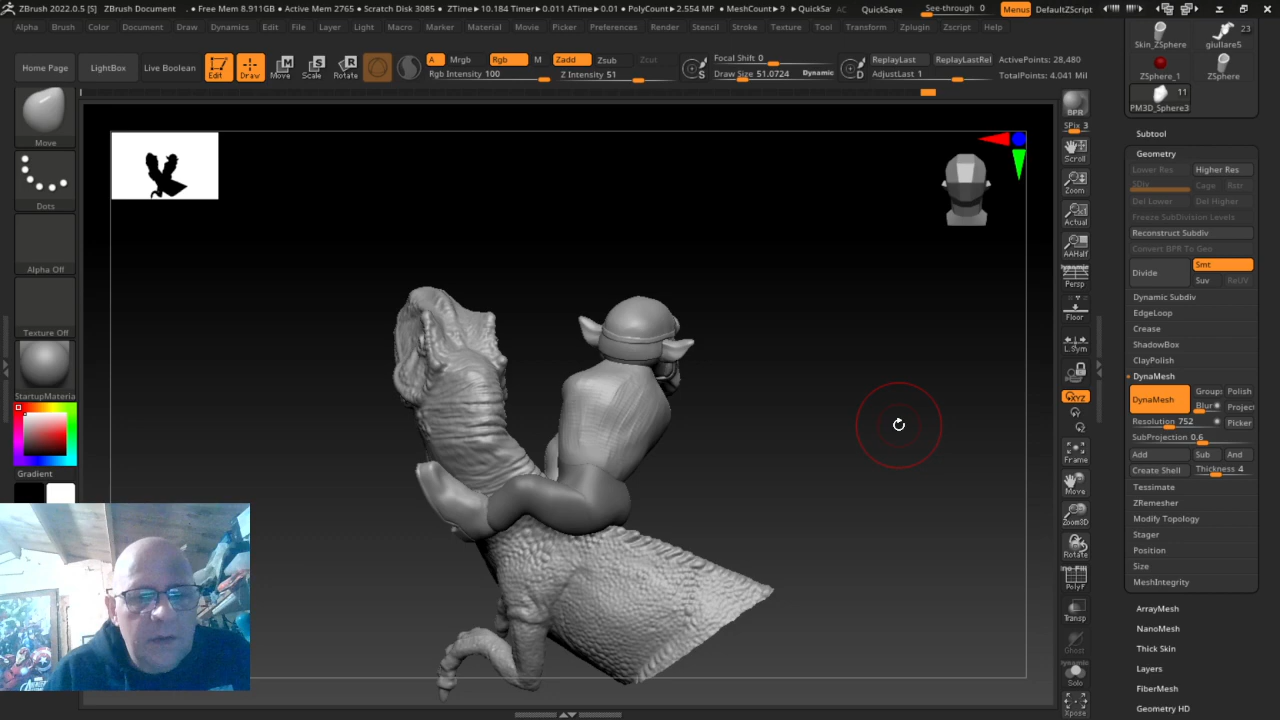 ZBrush 2022.0.5 [S] ZBrush Document • Free Mem 8.911GB • Active Mem 2765 • Scratch Disk 3085 • ZTime▸10.184 Timer▸0.011 ATime▸0.01 • PolyCount▸2.554 MP • MeshCount▸9 QuickSa AC QuickSave See-through 0 Menus DefaultZScript
Alpha Brush Color Document Draw Dynamics Edit File Layer Light Macro Marker Material Movie Picker Preferences Render Stencil Stroke Texture Tool Transform Zplugin Zscript Help
Home Page LightBox Live Boolean Edit Draw Move Scale Rotate
A Mrgb Rgb M Zadd Zsub Zcut
Rgb Intensity 100 Z Intensity 51
Focal Shift 0
Draw Size 51.0724 Dynamic
S
D
ReplayLast ReplayLastRel ActivePoints: 28,480
AdjustLast 1 TotalPoints: 4.041 Mil
Move
Dots
Alpha Off
Texture Off
StartupMateria
Gradient
BPR
SPix 3
Scroll
Zoom
Actual
AAHalf
Dynamic
Persp
Floor
L.Sym
XYZ
Frame
Move
Zoom3D
Rotate
PolyF
Transp
Ghost
Dynamic
Solo
Xpose
Skin_ZSphere giullare5 23
ZSphere_1 ZSphere
11
PM3D_Sphere3
Subtool
Geometry
Lower Res Higher Res
SDiv Cage Rstr
Del Lower Del Higher
Freeze SubDivision Levels
Reconstruct Subdiv
Convert BPR To Geo
Divide Smt
Suv ReUV
Dynamic Subdiv
EdgeLoop
Crease
ShadowBox
ClayPolish
DynaMesh
DynaMesh Groups Polish
Blur Project
Resolution 752 Picker
SubProjection 0.6
Add Sub And
Create Shell Thickness 4
Tessimate
ZRemesher
Modify Topology
Stager
Position
Size
MeshIntegrity
ArrayMesh
NanoMesh
Thick Skin
Layers
FiberMesh
Geometry HD